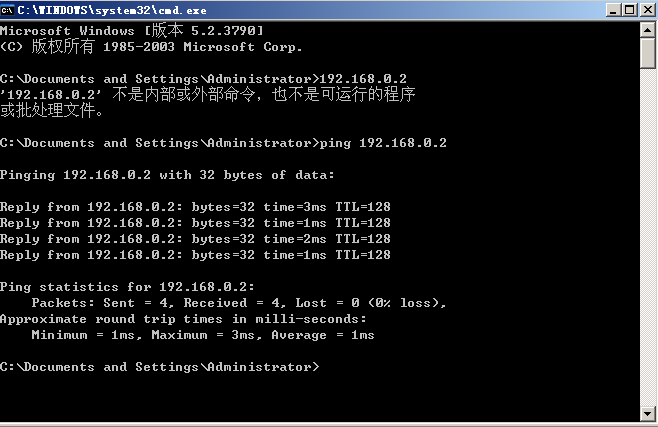 C:\WINDOWS\system32\cmd.exe
Microsoft Windows [版本 5.2.3790]
(C) 版权所有 1985-2003 Microsoft Corp.
C:\Documents and Settings\Administrator>192.168.0.2
'192.168.0.2' 不是内部或外部命令，也不是可运行的程序
或批处理文件。
C:\Documents and Settings\Administrator>ping 192.168.0.2
Pinging 192.168.0.2 with 32 bytes of data:
Reply from 192.168.0.2: bytes=32 time=3ms TTL=128
Reply from 192.168.0.2: bytes=32 time=1ms TTL=128
Reply from 192.168.0.2: bytes=32 time=2ms TTL=128
Reply from 192.168.0.2: bytes=32 time=1ms TTL=128
Ping statistics for 192.168.0.2:
    Packets: Sent = 4, Received = 4, Lost = 0 (0% loss),
Approximate round trip times in milli-seconds:
    Minimum = 1ms, Maximum = 3ms, Average = 1ms
C:\Documents and Settings\Administrator>